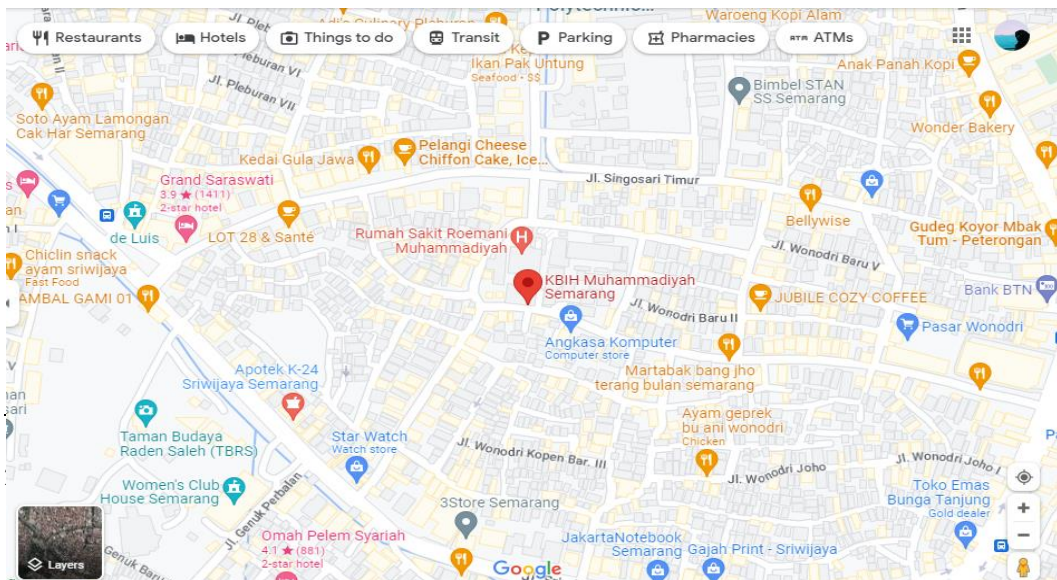 Polytechnic...
Waroeng Kopi Alam
Adi's Culinary Pleburan
Restaurants
Hotels
Things to do
Transit
Parking
Pharmacies
ATMs
Ikan Pak Untung
Seafood - SS
Anak Panah Kopi
Jl. Pleburan VI
Jl. Pleburan VII
Bimbel STAN
SS Semarang
Soto Ayam Lamongan
Cak Har Semarang
Wonder Bakery
Kedai Gula Jawa
Pelangi Cheese
Chiffon Cake, Ice...
Jl. Singosari Timur
Grand Saraswati
3.9 ★ (1411)
2-star hotel
de Luis
LOT 28 & Santé
Rumah Sakit Roemani
Muhammadiyah
H
Bellywise
Gudeg Koyor Mbak
Tum - Peterongan
Jl. Wonodri Baru V
Chiclin snack
ayam sriwijaya
Fast Food
AMBAL GAMI 01
KBIH Muhammadiyah
Semarang
Bank BTN
JUBILE COZY COFFEE
Jl. Wonodri Baru II
Angkasa Komputer
Computer store
Pasar Wonodri
Apotek K-24
Sriwijaya Semarang
Martabak bang jho
terang bulan semarang
Taman Budaya
Raden Saleh (TBRS)
Star Watch
Watch store
Ayam geprek
bu ani wonodri
Chicken
Jl. Wonodri Kopen Bar. III
Jl. Wonodri Joho
Jl. Wonodri Joho I
Women's Club
House Semarang
Toko Emas
Bunga Tanjung
Gold dealer
3Store Semarang
Jl. Genuk Perbalan
Omah Pelem Syariah
4.1 ★ (881)
2-star hotel
JakartaNotebook
Semarang
Gajah Print - Sriwijaya
Layers
Genuk
Google